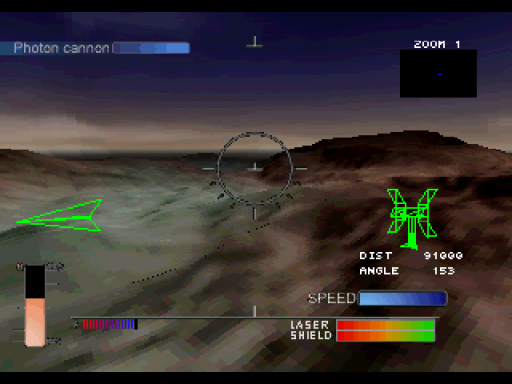 Photon cannon
ZOOM 1
DIST 91000
ANGLE 153
SPEED
LASER
SHIELD